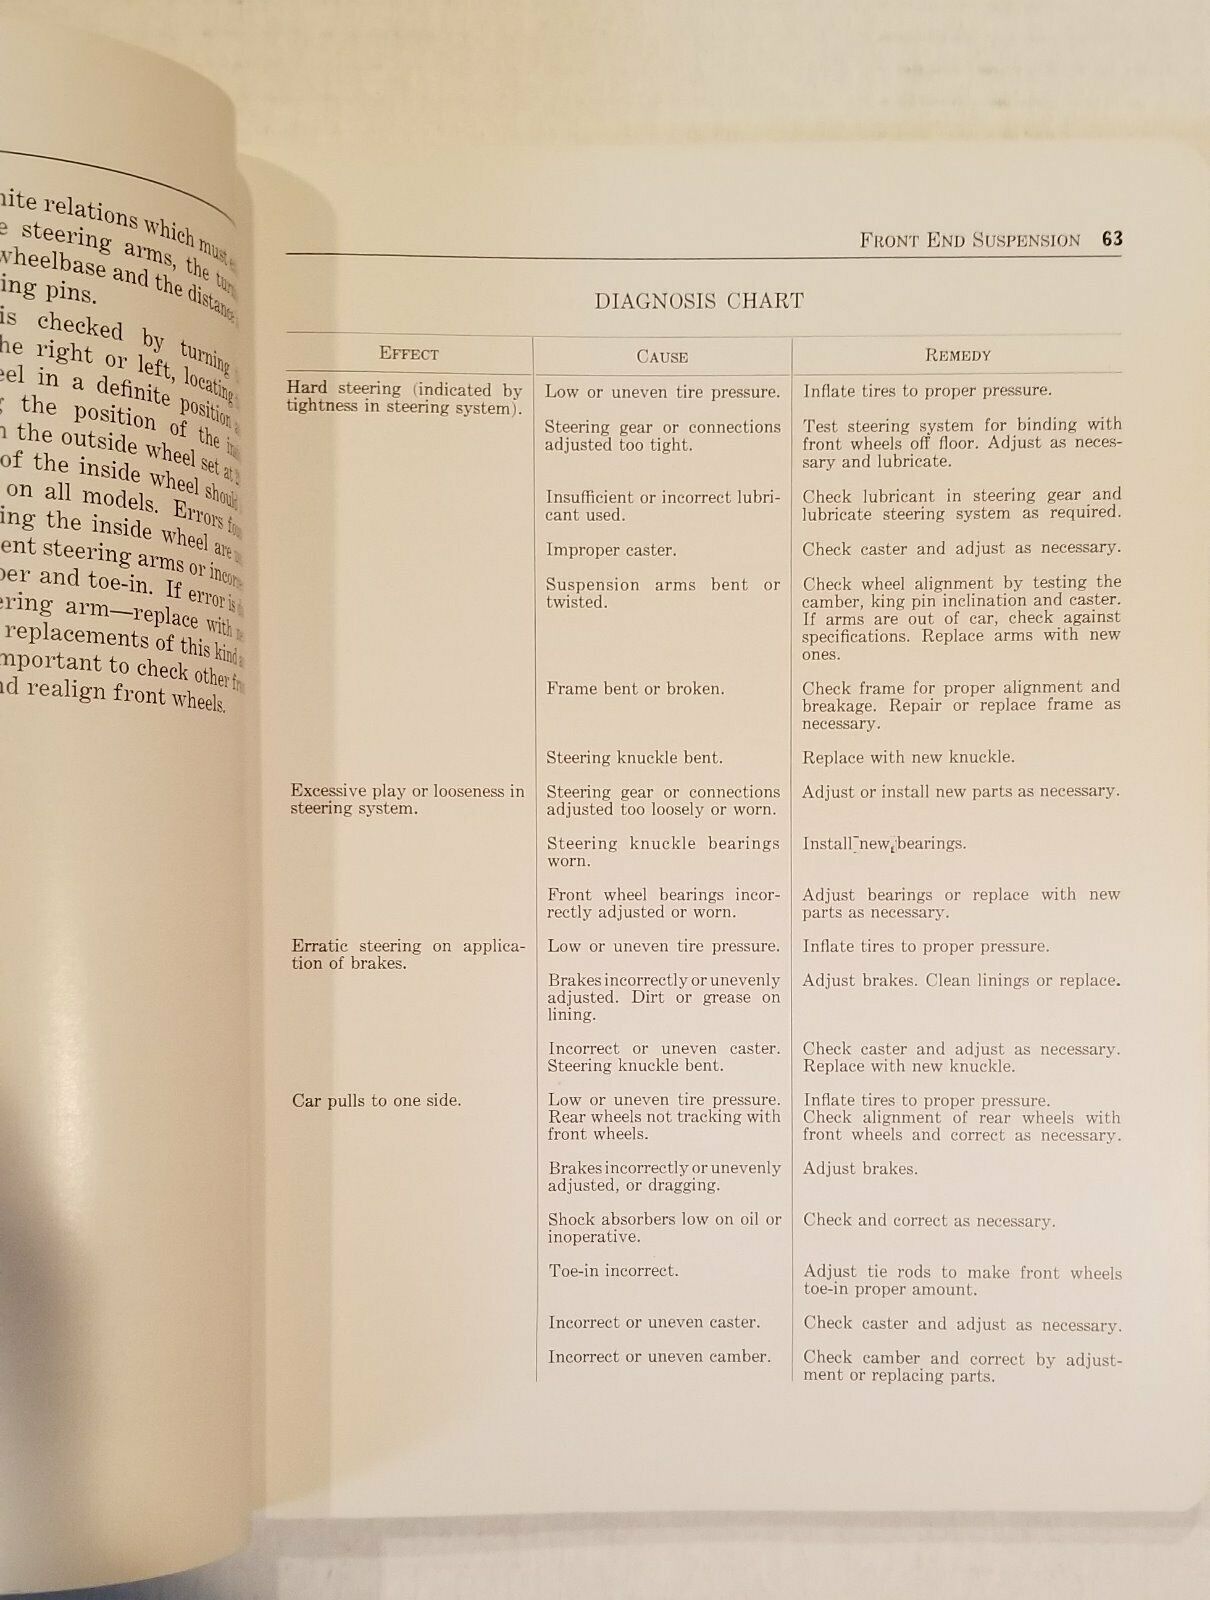 nite relations which must
steering arms, the
wheelbase and the distance
ing pins.
is checked by turning
he right or left, locating
eel in a definite position
the position of the
the outside wheel set at
of the inside wheel should
on all models. Errors
ing the inside wheel are
ent steering arms or
per and toe-in. If error is
ering arm—replace with
replacements of this kind
mportant to check other
nd realign front wheels.
FRONT END SUSPENSION 63
DIAGNOSIS CHART
EFFECT CAUSE REMEDY
Hard steering (indicated by
tightness in steering system).
Low or uneven tire pressure.
Inflate tires to proper pressure.
Steering gear or connections
adjusted too tight.
Test steering system for binding with
front wheels off floor. Adjust as neces-
sary and lubricate.
Insufficient or incorrect lubri-
cant used.
Check lubricant in steering gear and
lubricate steering system as required.
Improper caster.
Check caster and adjust as necessary.
Suspension arms bent or
twisted.
Check wheel alignment by testing the
camber, king pin inclination and caster.
If arms are out of car, check against
specifications. Replace arms with new
ones.
Frame bent or broken.
Check frame for proper alignment and
breakage. Repair or replace frame as
necessary.
Steering knuckle bent.
Replace with new knuckle.
Excessive play or looseness in
steering system.
Steering gear or connections
adjusted too loosely or worn.
Adjust or install new parts as necessary.
Steering knuckle bearings
worn.
Install new bearings.
Front wheel bearings incor-
rectly adjusted or worn.
Adjust bearings or replace with new
parts as necessary.
Erratic steering on applica-
tion of brakes.
Low or uneven tire pressure.
Inflate tires to proper pressure.
Brakes incorrectly or unevenly
adjusted. Dirt or grease on
lining.
Adjust brakes. Clean linings or replace.
Incorrect or uneven caster.
Steering knuckle bent.
Check caster and adjust as necessary.
Replace with new knuckle.
Car pulls to one side.
Low or uneven tire pressure.
Rear wheels not tracking with
front wheels.
Inflate tires to proper pressure.
Check alignment of rear wheels with
front wheels and correct as necessary.
Brakes incorrectly or unevenly
adjusted, or dragging.
Adjust brakes.
Shock absorbers low on oil or
inoperative.
Check and correct as necessary.
Toe-in incorrect.
Adjust tie rods to make front wheels
toe-in proper amount.
Incorrect or uneven caster.
Check caster and adjust as necessary.
Incorrect or uneven camber.
Check camber and correct by adjust-
ment or replacing parts.